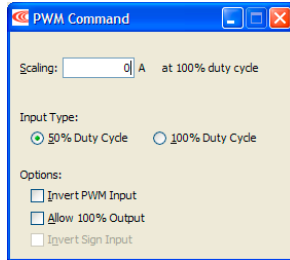 PWM Command
Scaling: 0 A at 100% duty cycle
Input Type:
50% Duty Cycle 100% Duty Cycle
Options:
Invert PWM Input
Allow 100% Output
Invert Sign Input